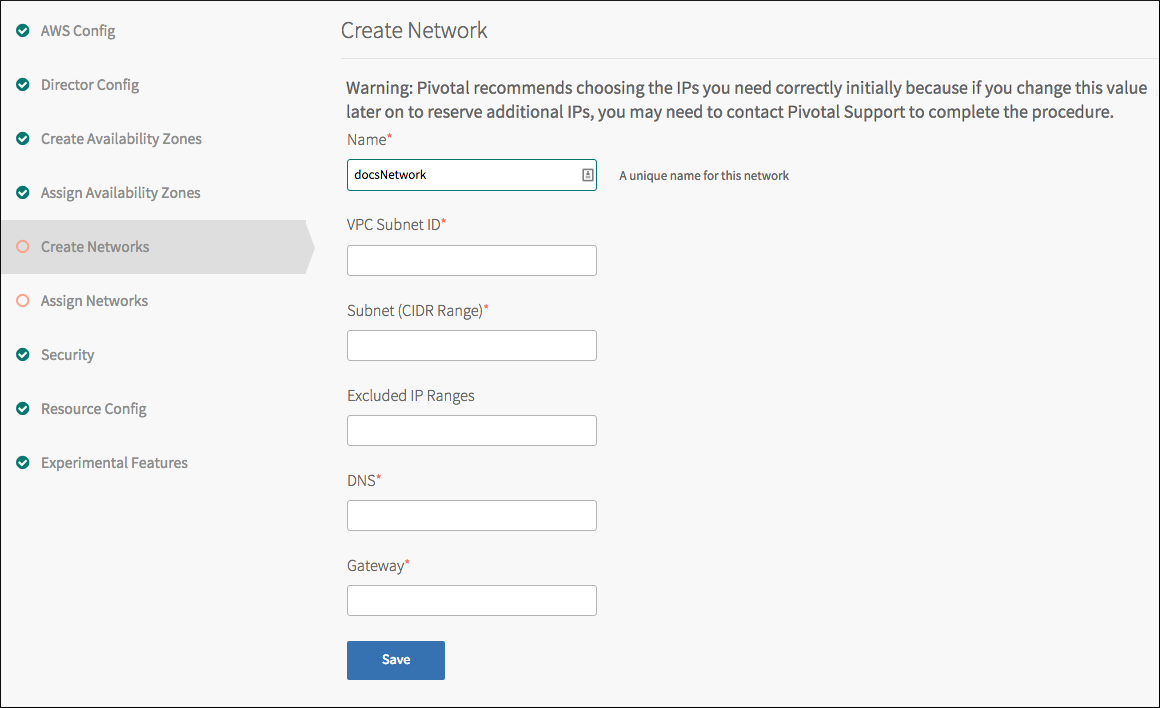 AWS Config
Director Config
Create Availability Zones
Assign Availability Zones
Create Networks
Assign Networks
Security
Resource Config
Experimental Features
Create Network
Warning: Pivotal recommends choosing the IPs you need correctly initially because if you change this value
later on to reserve additional IPs, you may need to contact Pivotal Support to complete the procedure.
Name*
docsNetwork
A unique name for this network
VPC Subnet ID*
Subnet (CIDR Range)*
Excluded IP Ranges
DNS*
Gateway*
Save